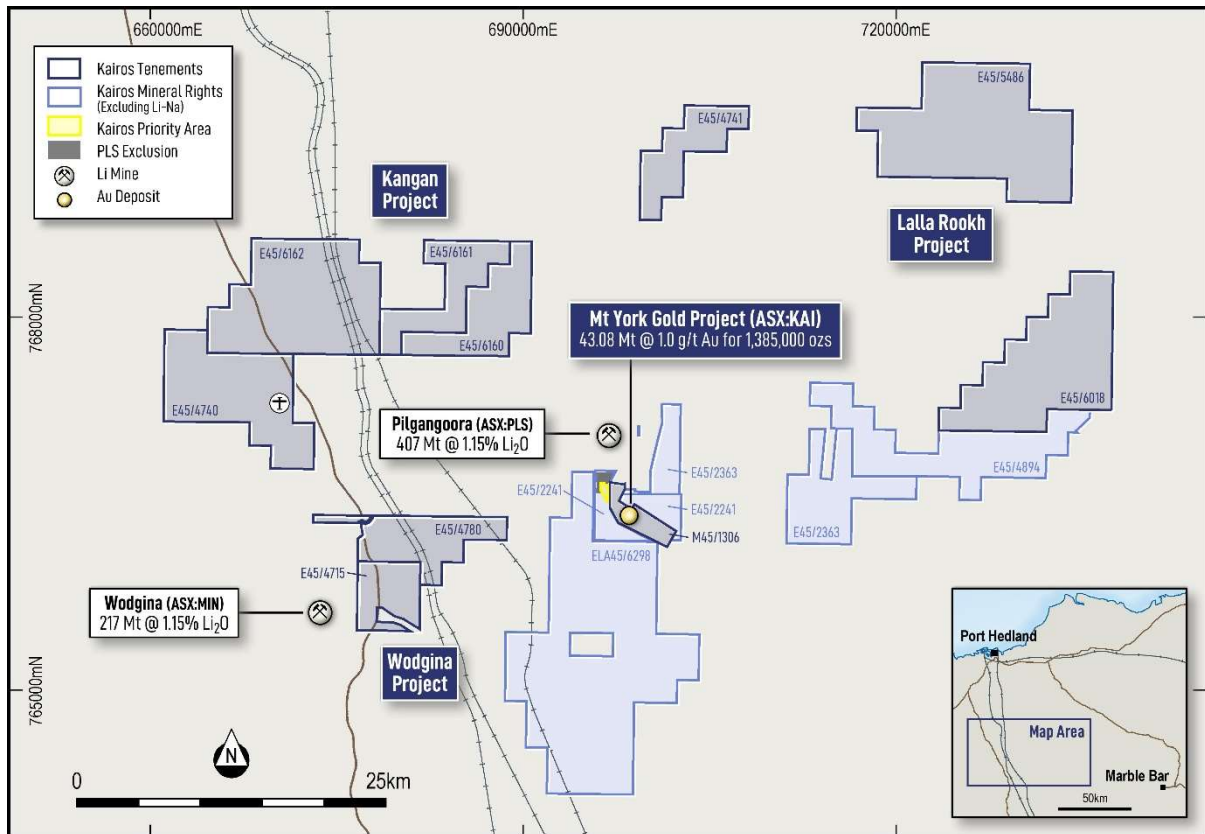 660000mE
690000mE
720000mE
Kairos Tenements
Kairos Mineral Rights
(Excluding Li-Na)
Kairos Priority Area
PLS Exclusion
Li Mine
Au Deposit
E45/5486
E45/4741
Kangan
Project
Lalla Rookh
Project
E45/6162
E45/6161
768000mN
Mt York Gold Project (ASX:KAI)
43.08 Mt @ 1.0 g/t Au for 1,385,000 ozs
E45/6160
E45/4740
E45/6018
Pilgangoora (ASX:PLS)
407 Mt @ 1.15% Li₂O
E45/2363
E45/4894
E45/2241
E45/2241
E45/2363
E45/4780
M45/1306
ELA45/6298
E45/4715
Wodgina (ASX:MIN)
217 Mt @ 1.15% Li₂O
Wodgina
Project
765000mN
Port Hedland
Map Area
Marble Bar
50km
N
0
25km